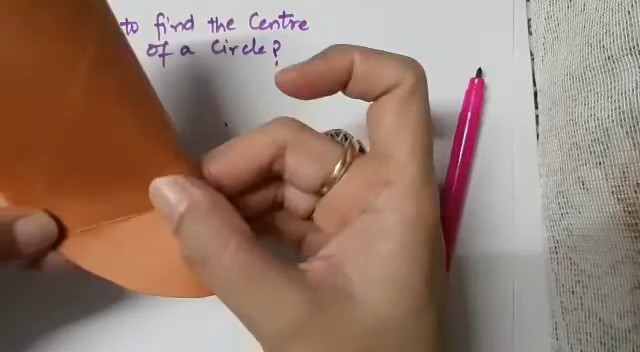 to find the Centre
of a Circle?